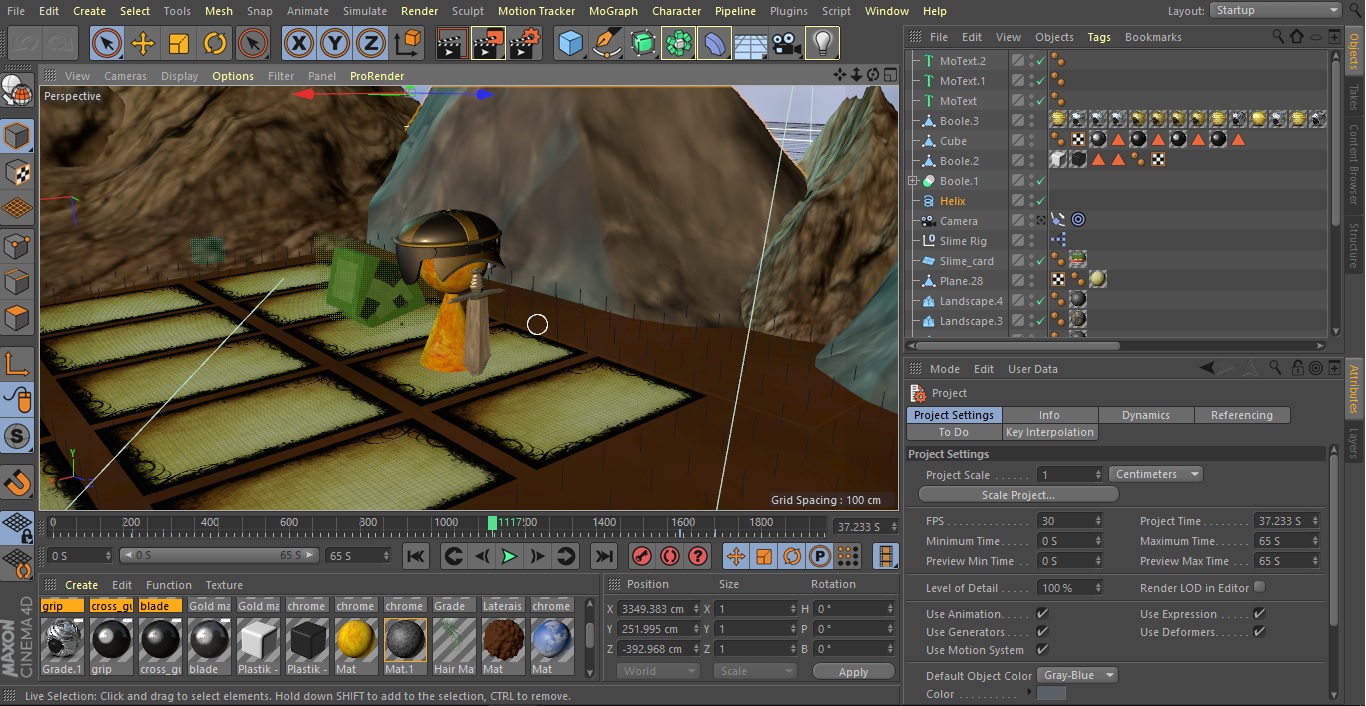 File Edit Create Select Tools Mesh Snap Animate Simulate Render Sculpt Motion Tracker MoGraph Character Pipeline Plugins Script Window Help Layout: Startup
X Y Z
File Edit View Objects Tags Bookmarks
View Cameras Display Options Filter Panel ProRender
Perspective
MoText.2
MoText.1
MoText
Boole.3
Cube
Boole.2
Boole.1
Helix
Camera
Slime Rig
Slime_card
Plane.28
Landscape.4
Landscape.3
Objects
Takes
Content Browser
Structure
Mode Edit User Data
Project
Project Settings Info Dynamics Referencing
To Do Key Interpolation
Attributes
Layers
Project Settings
Project Scale 1 Centimeters
Scale Project...
FPS 30 Project Time 37.233 S
Minimum Time 0 S Maximum Time 65 S
Preview Min Time 0 S Preview Max Time 65 S
Level of Detail 100 % Render LOD in Editor
Use Animation Use Expression
Use Generators Use Deformers
Use Motion System
Default Object Color Gray-Blue
Color
Y
Z
Grid Spacing : 100 cm
S
0 200 400 600 800 1000 1117 1400 1600 1800 37.233 S
0 S 0 S 65 S 65 S
P
Create Edit Function Texture
grip cross_gu blade Gold ma Gold ma chrome chrome chrome Grade Laterais chrome
Grade.1 grip cross_gu blade Plastik - Plastik - Mat Mat.1 Hair Mat Mat Mat
Position Size Rotation
X 3349.383 cm X 1 H 0 °
Y 251.995 cm Y 1 P 0 °
Z -392.968 cm Z 1 B 0 °
World Scale Apply
MAXON
CINEMA 4D
Live Selection: Click and drag to select elements. Hold down SHIFT to add to the selection, CTRL to remove.